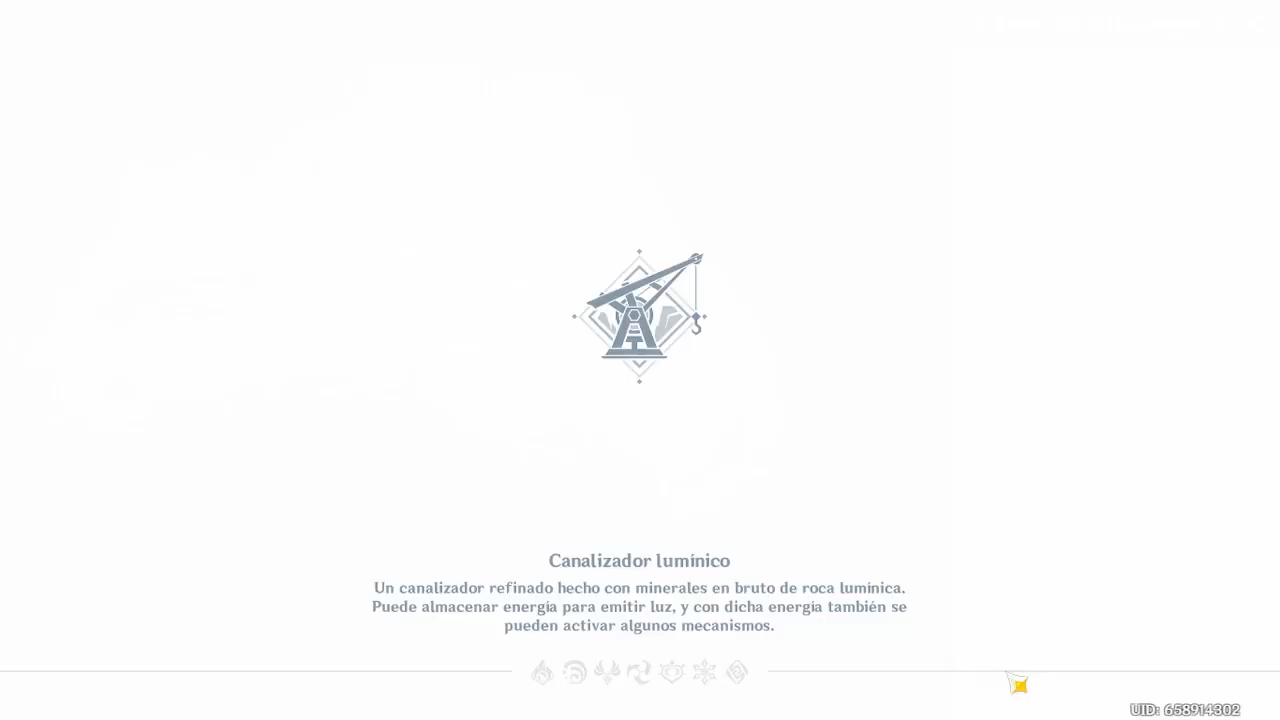 Canalizador lumínico
Un canalizador refinado hecho con minerales en bruto de roca lumínica.
Puede almacenar energía para emitir luz, y con dicha energía también se
pueden activar algunos mecanismos.
UID: 658914302